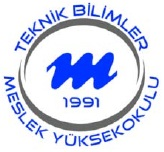 TEKNİK BİLİMLER
m
1991
MESLEK YÜKSEKOKULU